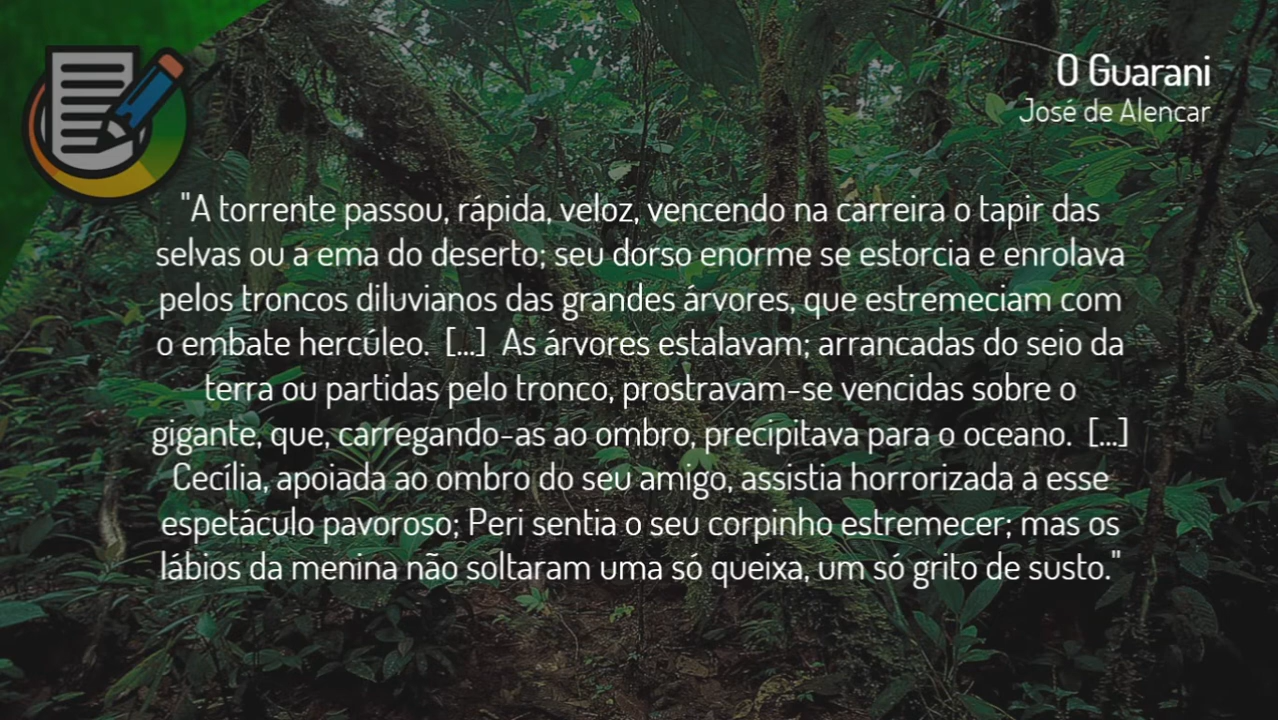 O Guarani
José de Alencar
"A torrente passou, rápida, veloz, vencendo na carreira o tapir das
selvas ou a ema do deserto; seu dorso enorme se estorcia e enrolava
pelos troncos diluvianos das grandes árvores, que estremeciam com
o embate hercúleo. [...] As árvores estalavam; arrancadas do seio da
terra ou partidas pelo tronco, prostravam-se vencidas sobre o
gigante, que, carregando-as ao ombro, precipitava para o oceano. [...]
Cecília, apoiada ao ombro do seu amigo, assistia horrorizada a esse
espetáculo pavoroso; Peri sentia o seu corpinho estremecer; mas os
lábios da menina não soltaram uma só queixa, um só grito de susto."